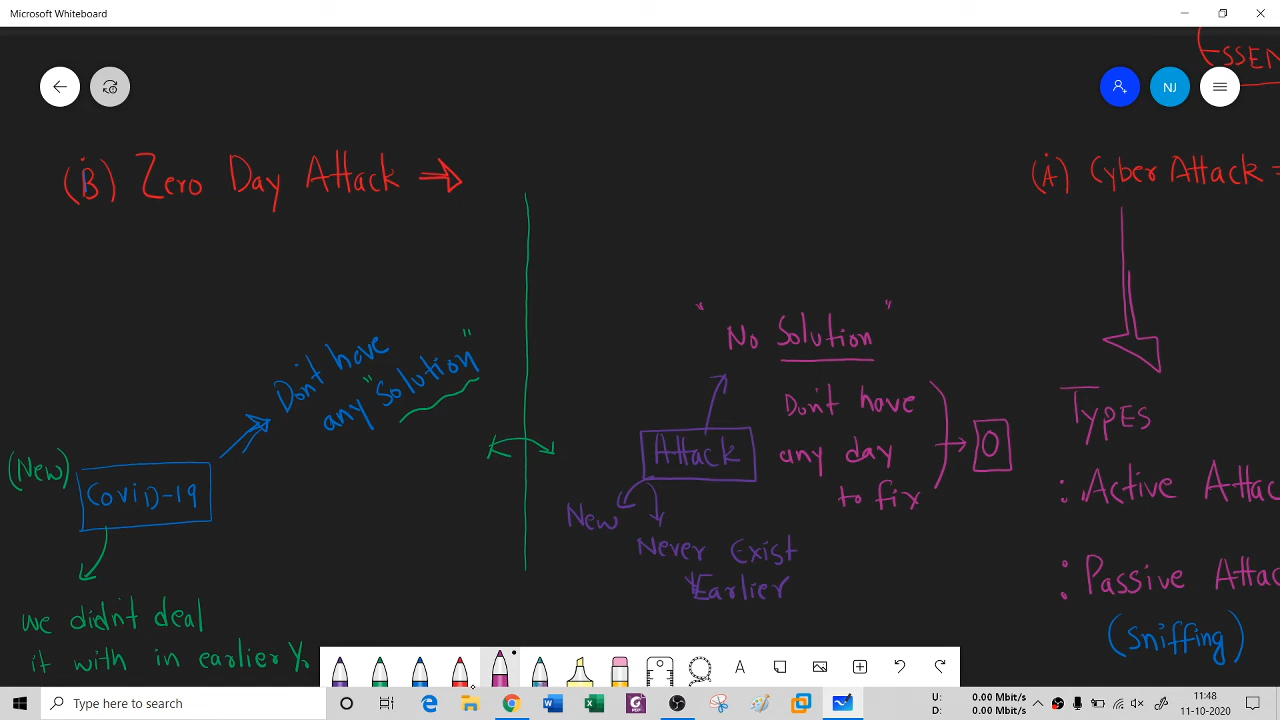 Microsoft Whiteboard
NJ
(B) Zero Day Attack ⇒
(A) Cyber Attack =
"No Solution"
Don't have
any "Solution"
Don't have
any day
to fix
0
Attack
New
Never Exist
Earlier
(New)
Covid-19
we didn't deal
it with in earlier
TYPES
: Active Attac
: Passive Attac
(Sniffing)
A
Type here to search
U: 0.00 Mbit/s
D: 0.00 Mbit/s
11:48
11-10-2020